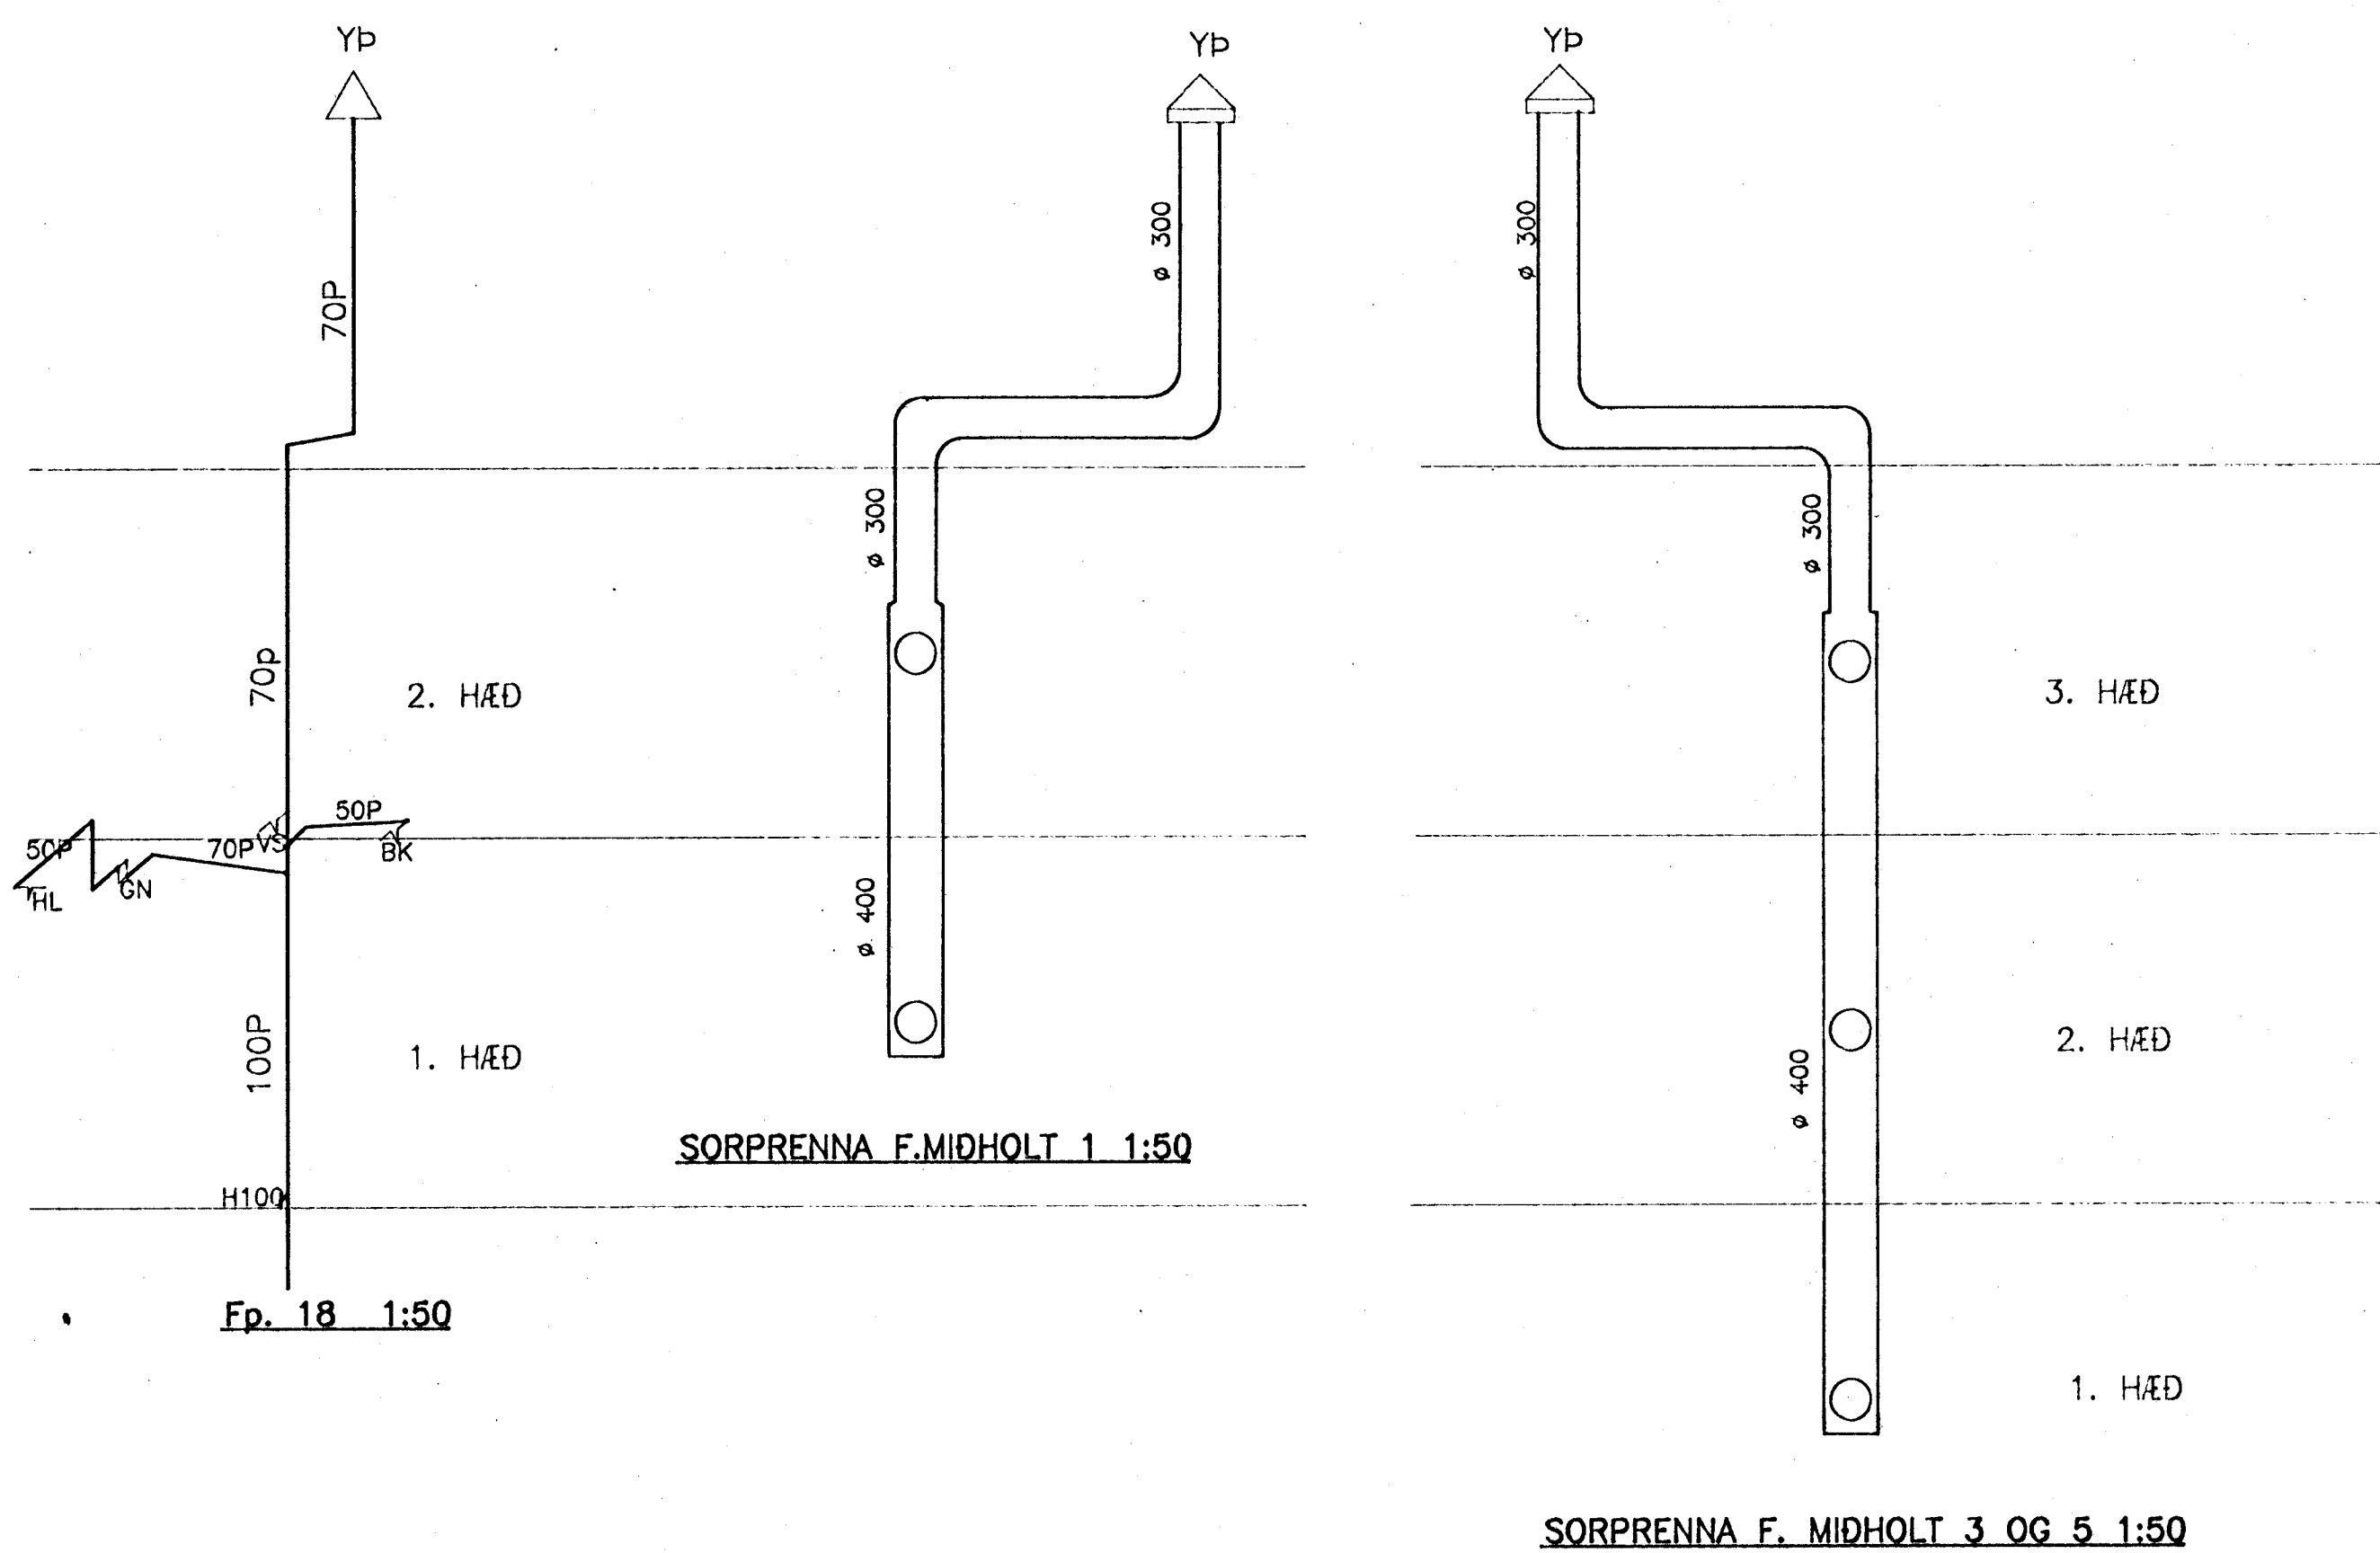 YÞ
70P
70p
2. HÆÐ
50P
50P
70P
VS
BK
HL
GN
100P
1. HÆÐ
H100
Fp. 18 1:50
YÞ
ø 300
ø 300
ø 400
SORPRENNA F.MIÐHOLT 1 1:50
YÞ
ø 300
ø 300
3. HÆÐ
2. HÆÐ
ø 400
1. HÆÐ
SORPRENNA F. MIÐHOLT 3 OG 5 1:50